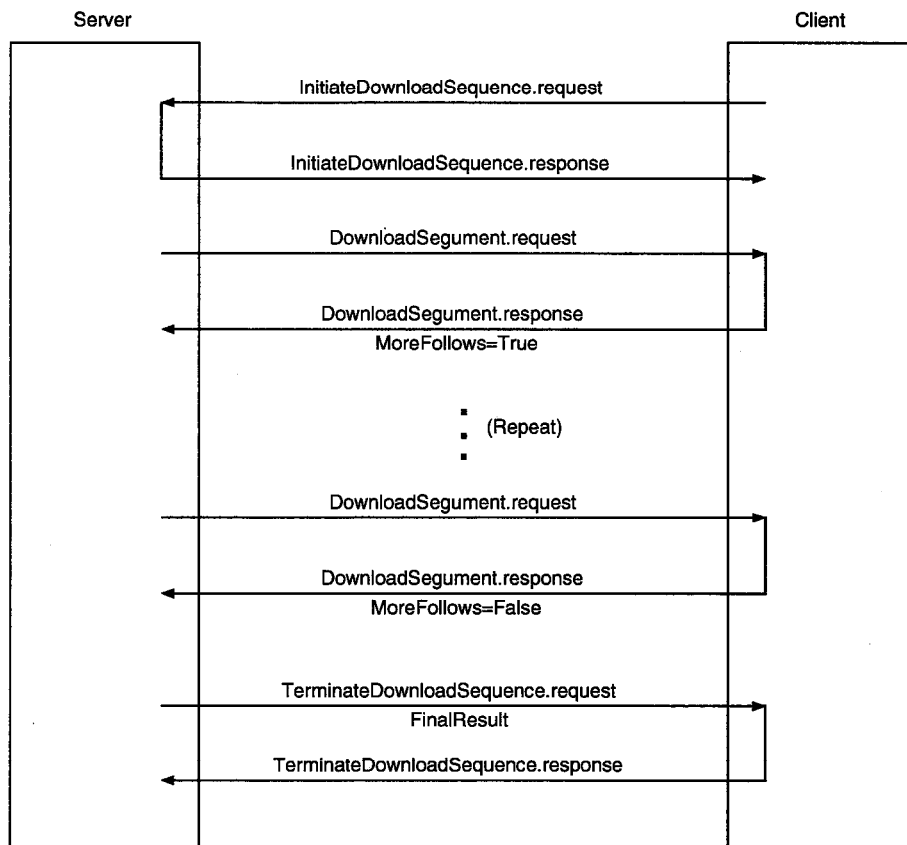 Server
Client
InitiateDownloadSequence.request
InitiateDownloadSequence.response
DownloadSegument.request
DownloadSegument.response
MoreFollows=True
(Repeat)
DownloadSegument.request
DownloadSegument.response
MoreFollows=False
TerminateDownloadSequence.request
FinalResult
TerminateDownloadSequence.response